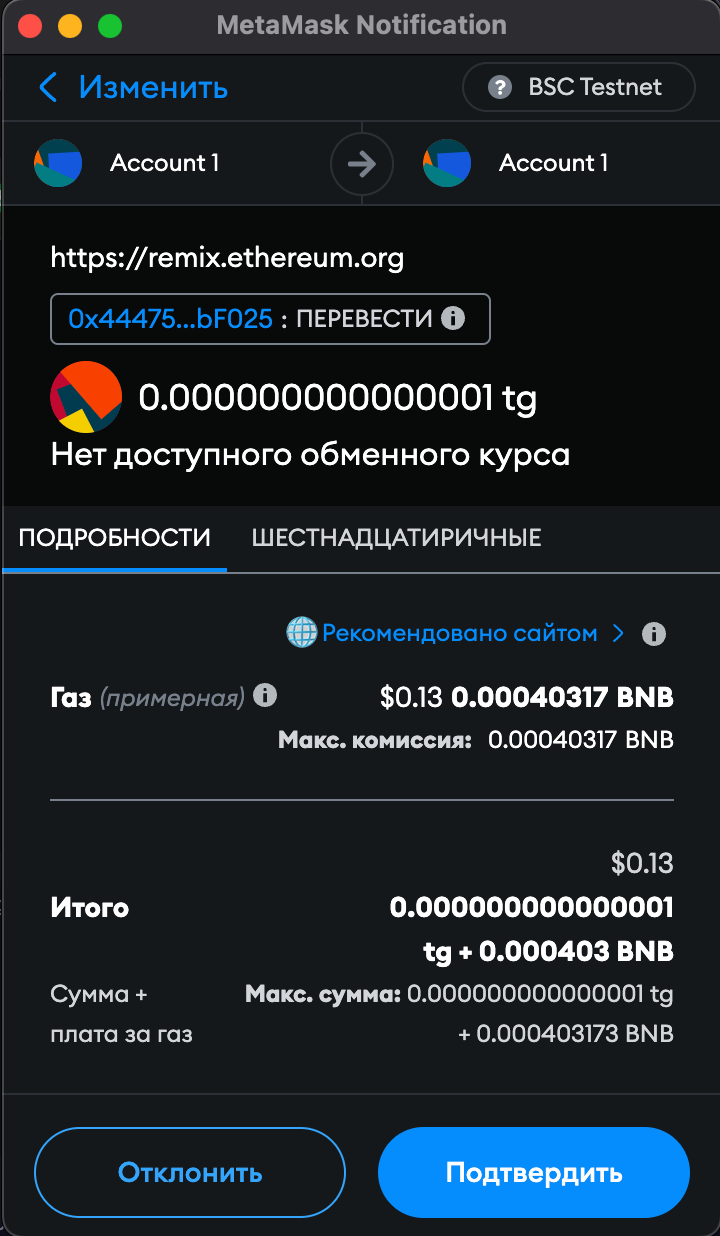 MetaMask Notification
Изменить
BSC Testnet
Account 1
Account 1
https://remix.ethereum.org
0x44475...bF025 : ПЕРЕВЕСТИ
0.000000000000001 tg
Нет доступного обменного курса
ПОДРОБНОСТИ ШЕСТНАДЦАТИРИЧНЫЕ
Рекомендовано сайтом
Газ (примерная) $0.13 0.00040317 BNB
Макс. комиссия: 0.00040317 BNB
$0.13
Итого 0.000000000000001
tg + 0.000403 BNB
Сумма + Макс. сумма: 0.000000000000001 tg
плата за газ + 0.000403173 BNB
Отклонить Подтвердить